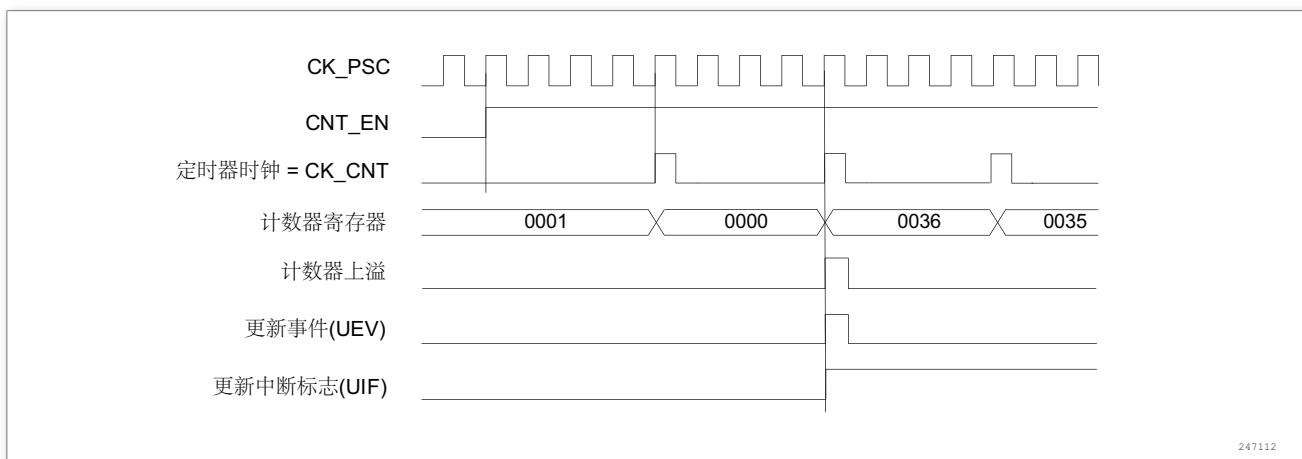 CK_PSC
CNT_EN
定时器时钟 = CK_CNT
计数器寄存器 0001 0000 0036 0035
计数器上溢
更新事件(UEV)
更新中断标志(UIF)
247112